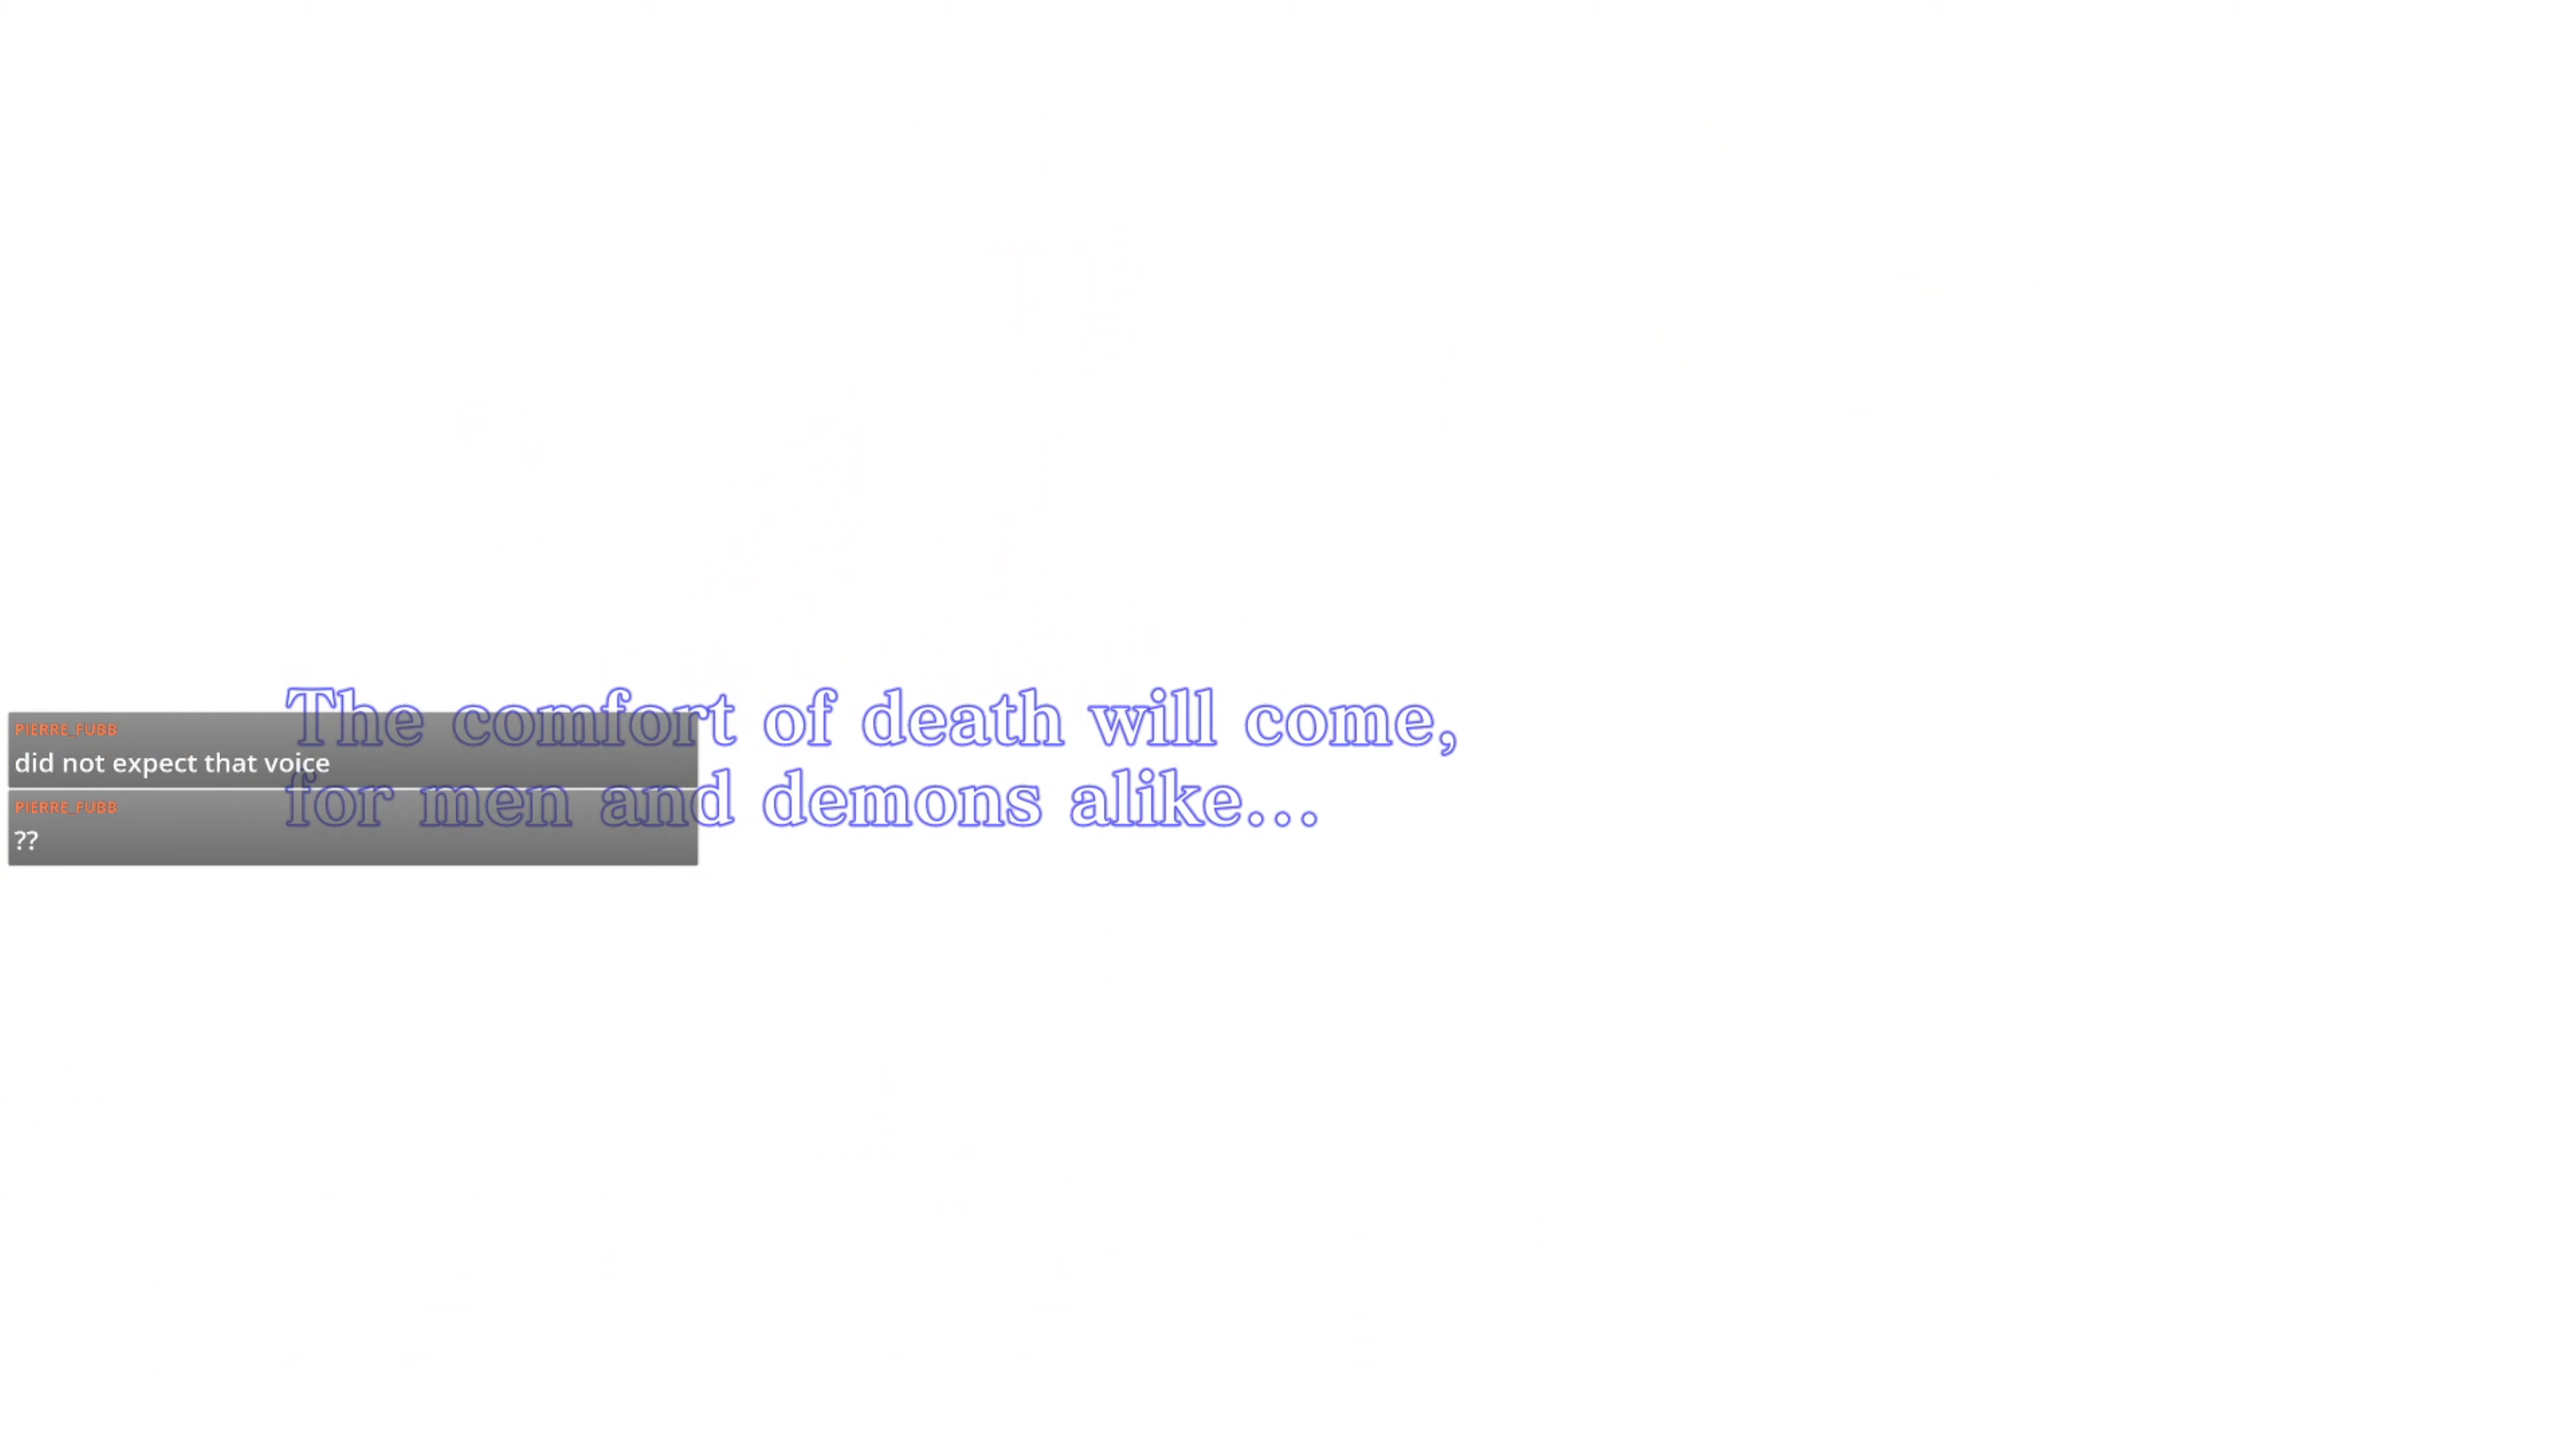 The comfort of death will come,
for men and demons alike...
PIERRE_FUBB
did not expect that voice
PIERRE_FUBB
??